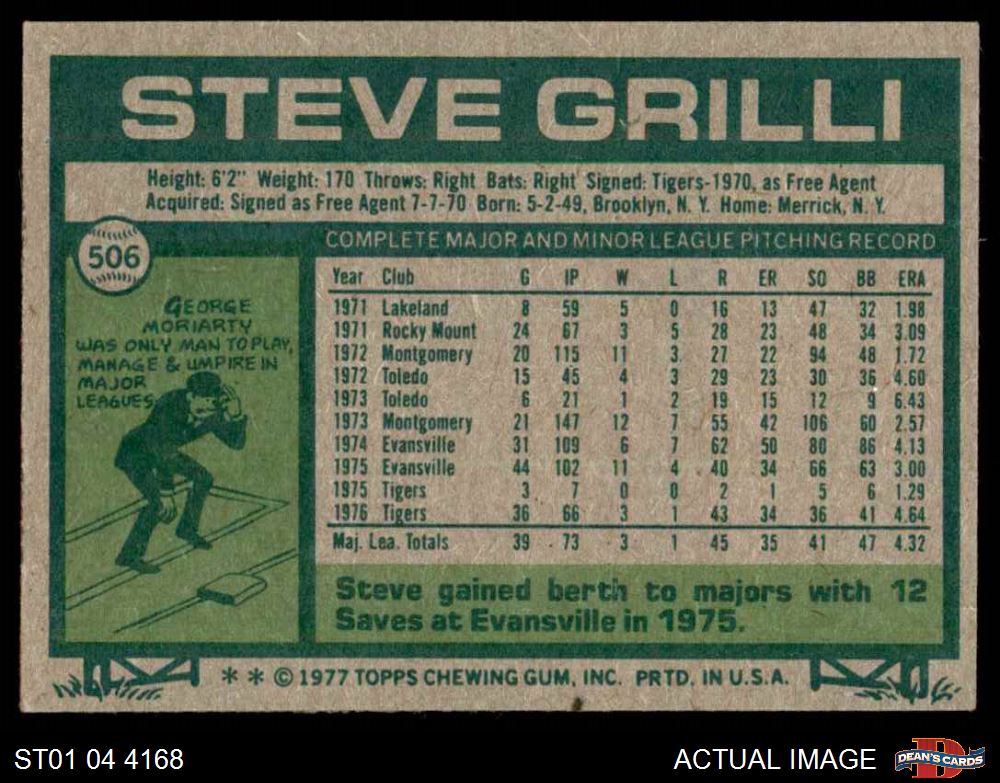 STEVE GRILLI
Height: 6'2" Weight: 170 Throws: Right Bats: Right Signed: Tigers-1970, as Free Agent
Acquired: Signed as Free Agent 7-7-70 Born: 5-2-49, Brooklyn, N. Y. Home: Merrick, N. Y.
506
GEORGE
MORIARTY
WAS ONLY MAN TO PLAY,
MANAGE & UMPIRE IN
MAJOR
LEAGUES.
COMPLETE MAJOR AND MINOR LEAGUE PITCHING RECORD
Year Club G IP W L R ER SO BB ERA
1971 Lakeland 8 59 5 0 16 13 47 32 1.98
1971 Rocky Mount 24 67 3 5 28 23 48 34 3.09
1972 Montgomery 20 115 11 3 27 22 94 48 1.72
1972 Toledo 15 45 4 3 29 23 30 36 4.60
1973 Toledo 6 21 1 2 19 15 12 9 6.43
1973 Montgomery 21 147 12 7 55 42 106 60 2.57
1974 Evansville 31 109 6 7 62 50 80 86 4.13
1975 Evansville 44 102 11 4 40 34 66 63 3.00
1975 Tigers 3 7 0 0 2 1 5 6 1.29
1976 Tigers 36 66 3 1 43 34 36 41 4.64
Maj. Lea. Totals 39 73 3 1 45 35 41 47 4.32
Steve gained berth to majors with 12
Saves at Evansville in 1975.
* * © 1977 TOPPS CHEWING GUM, INC. PRTD. IN U.S.A.
ST01 04 4168
ACTUAL IMAGE
D
DEAN'S CARDS